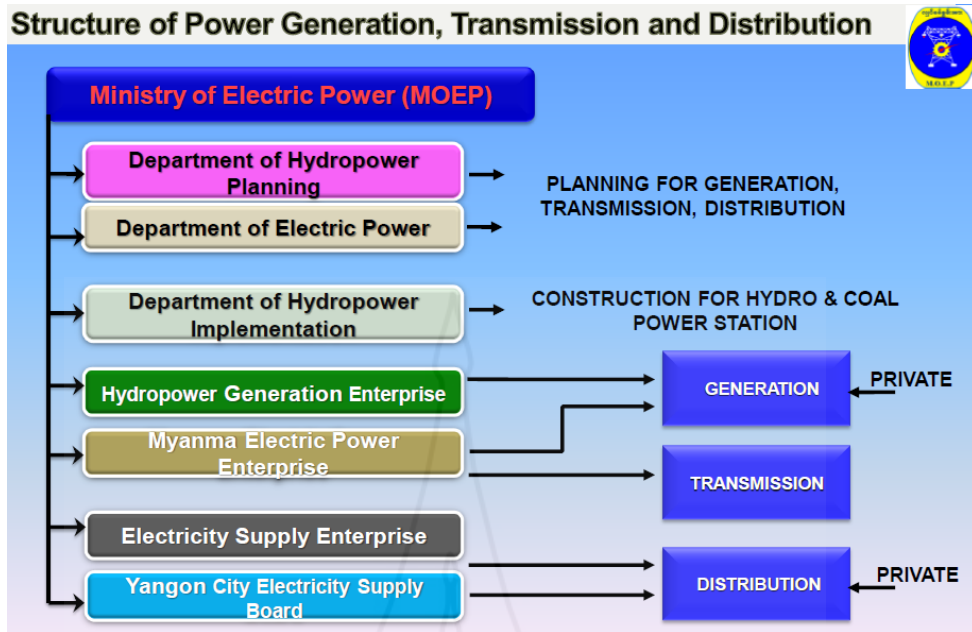 Structure of Power Generation, Transmission and Distribution
M.O.E.P
Ministry of Electric Power (MOEP)
Department of Hydropower
Planning
Department of Electric Power
PLANNING FOR GENERATION,
TRANSMISSION, DISTRIBUTION
Department of Hydropower
Implementation
CONSTRUCTION FOR HYDRO & COAL
POWER STATION
Hydropower Generation Enterprise
GENERATION
PRIVATE
Myanma Electric Power
Enterprise
TRANSMISSION
Electricity Supply Enterprise
Yangon City Electricity Supply
Board
DISTRIBUTION
PRIVATE